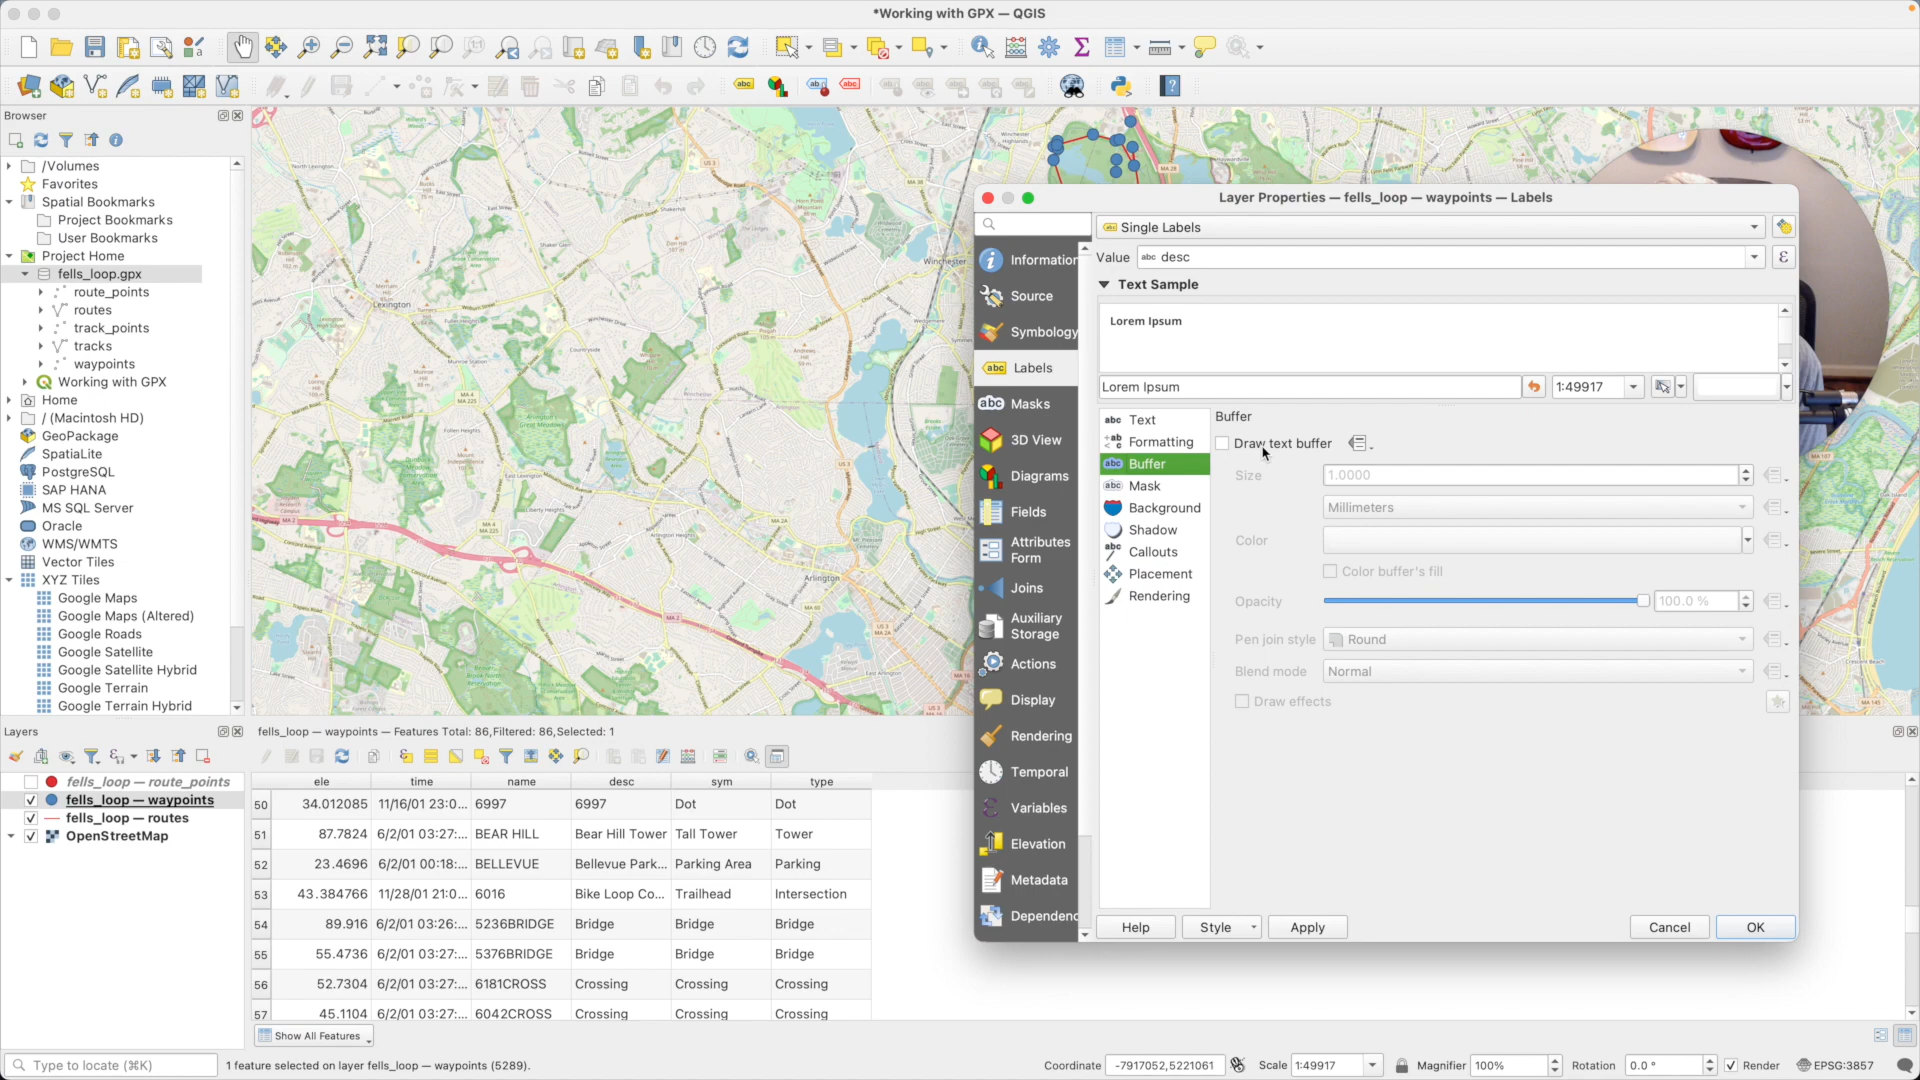 *Working with GPX — QGIS
Browser
/Volumes
Favorites
Spatial Bookmarks
Project Bookmarks
User Bookmarks
Project Home
fells_loop.gpx
route_points
routes
track_points
tracks
waypoints
Working with GPX
Home
/ (Macintosh HD)
GeoPackage
SpatiaLite
PostgreSQL
SAP HANA
MS SQL Server
Oracle
WMS/WMTS
Vector Tiles
XYZ Tiles
Google Maps
Google Maps (Altered)
Google Roads
Google Satellite
Google Satellite Hybrid
Google Terrain
Google Terrain Hybrid
Lexington
Winchester
Arlington
US 3
MA 4
MA 225
MA 2
Layer Properties — fells_loop — waypoints — Labels
Information
Source
Symbology
Labels
Masks
3D View
Diagrams
Fields
Attributes
Form
Joins
Auxiliary
Storage
Actions
Display
Rendering
Temporal
Variables
Elevation
Metadata
Dependenc
abc Single Labels
Value abc desc
Text Sample
Lorem Ipsum
Lorem Ipsum
1:49917
Text
Formatting
Buffer
Mask
Background
Shadow
Callouts
Placement
Rendering
Buffer
Draw text buffer
Size 1.0000
Millimeters
Color
Color buffer's fill
Opacity 100.0 %
Pen join style Round
Blend mode Normal
Draw effects
Help Style Apply Cancel OK
Layers
fells_loop — route_points
fells_loop — waypoints
fells_loop — routes
OpenStreetMap
fells_loop — waypoints — Features Total: 86,Filtered: 86,Selected: 1
ele time name desc sym type
50 34.012085 11/16/01 23:0... 6997 6997 Dot Dot
51 87.7824 6/2/01 03:27:... BEAR HILL Bear Hill Tower Tall Tower Tower
52 23.4696 6/2/01 00:18:... BELLEVUE Bellevue Park... Parking Area Parking
53 43.384766 11/28/01 21:0... 6016 Bike Loop Co... Trailhead Intersection
54 89.916 6/2/01 03:26:... 5236BRIDGE Bridge Bridge Bridge
55 55.4736 6/2/01 03:27:... 5376BRIDGE Bridge Bridge Bridge
56 52.7304 6/2/01 03:27:... 6181CROSS Crossing Crossing Crossing
57 45.1104 6/2/01 03:27:... 6042CROSS Crossing Crossing Crossing
Show All Features
Type to locate (⌘K)
1 feature selected on layer fells_loop — waypoints (5289).
Coordinate -7917052,5221061 Scale 1:49917 Magnifier 100% Rotation 0.0 ° Render EPSG:3857